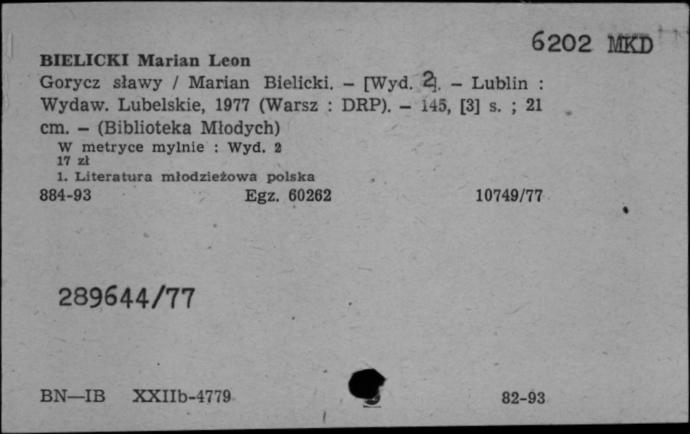 6202 MKD
BIELICKI Marian Leon
Gorycz sławy / Marian Bielicki. — [Wyd. 2]. — Lublin :
Wydaw. Lubelskie, 1977 (Warsz : DRP). — 145, [3] s. ; 21
cm. — (Biblioteka Młodych)
W metryce mylnie : Wyd. 2
17 zł
1. Literatura młodzieżowa polska
884-93 Egz. 60262 10749/77
289644/77
BN—IB XXIIb-4779 82-93